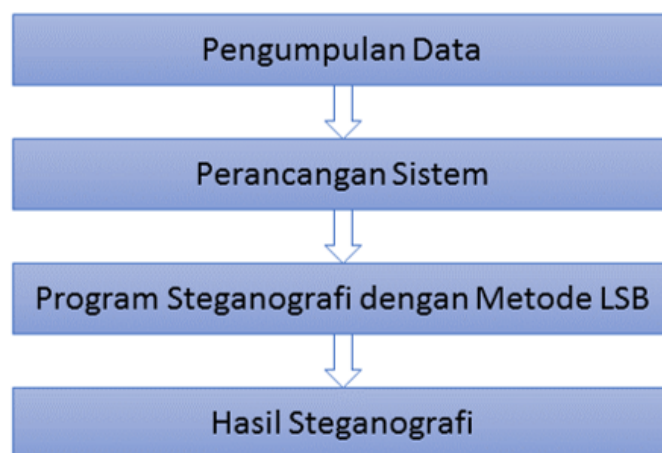 Pengumpulan Data
Perancangan Sistem
Program Steganografi dengan Metode LSB
Hasil Steganografi